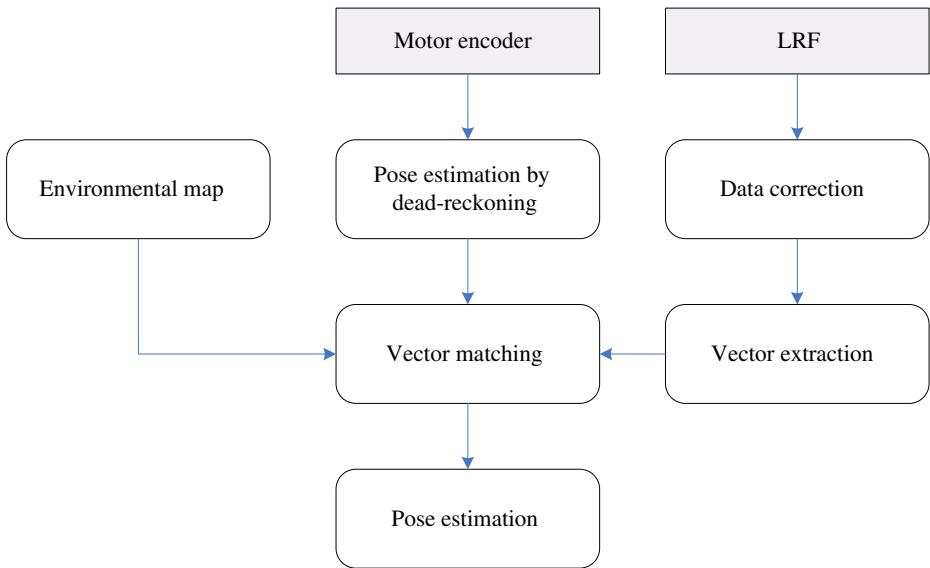 Motor encoder
LRF
Environmental map
Pose estimation by
dead-reckoning
Data correction
Vector matching
Vector extraction
Pose estimation